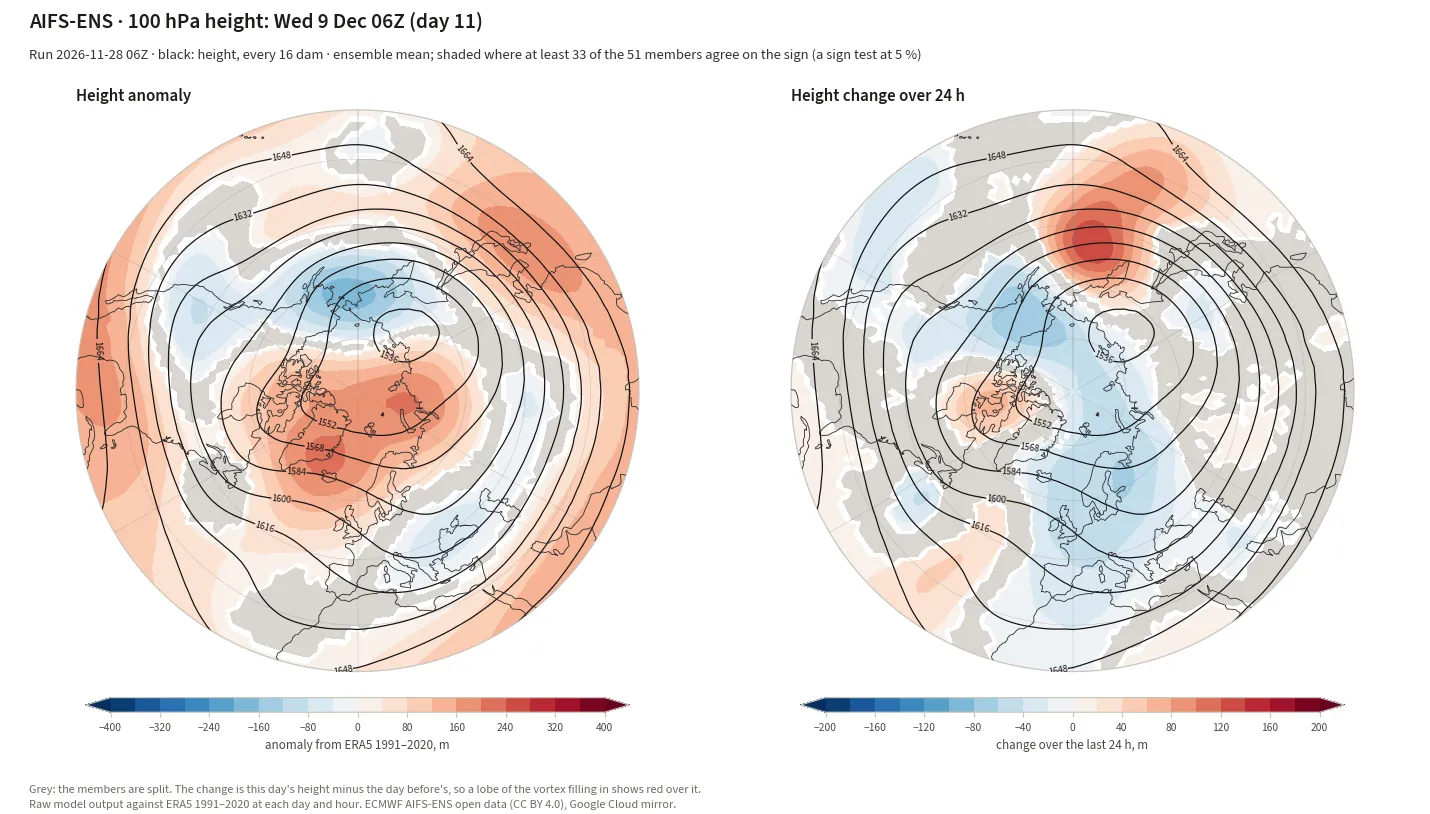 AIFS-ENS · 100 hPa height: Wed 9 Dec 06Z (day 11)
Run 2026-11-28 06Z · black: height, every 16 dam · ensemble mean; shaded where at least 33 of the 51 members agree on the sign (a sign test at 5 %)
Height anomaly
Height change over 24 h
1648
1664
1632
1664
1536
1552
1568
1584
1600
1616
1648
1648
1664
1632
1664
1536
1552
1568
1584
1600
1616
1648
−400 −320 −240 −160 −80 0 80 160 240 320 400
anomaly from ERA5 1991–2020, m
−200 −160 −120 −80 −40 0 40 80 120 160 200
change over the last 24 h, m
Grey: the members are split. The change is this day's height minus the day before's, so a lobe of the vortex filling in shows red over it.
Raw model output against ERA5 1991–2020 at each day and hour. ECMWF AIFS-ENS open data (CC BY 4.0), Google Cloud mirror.